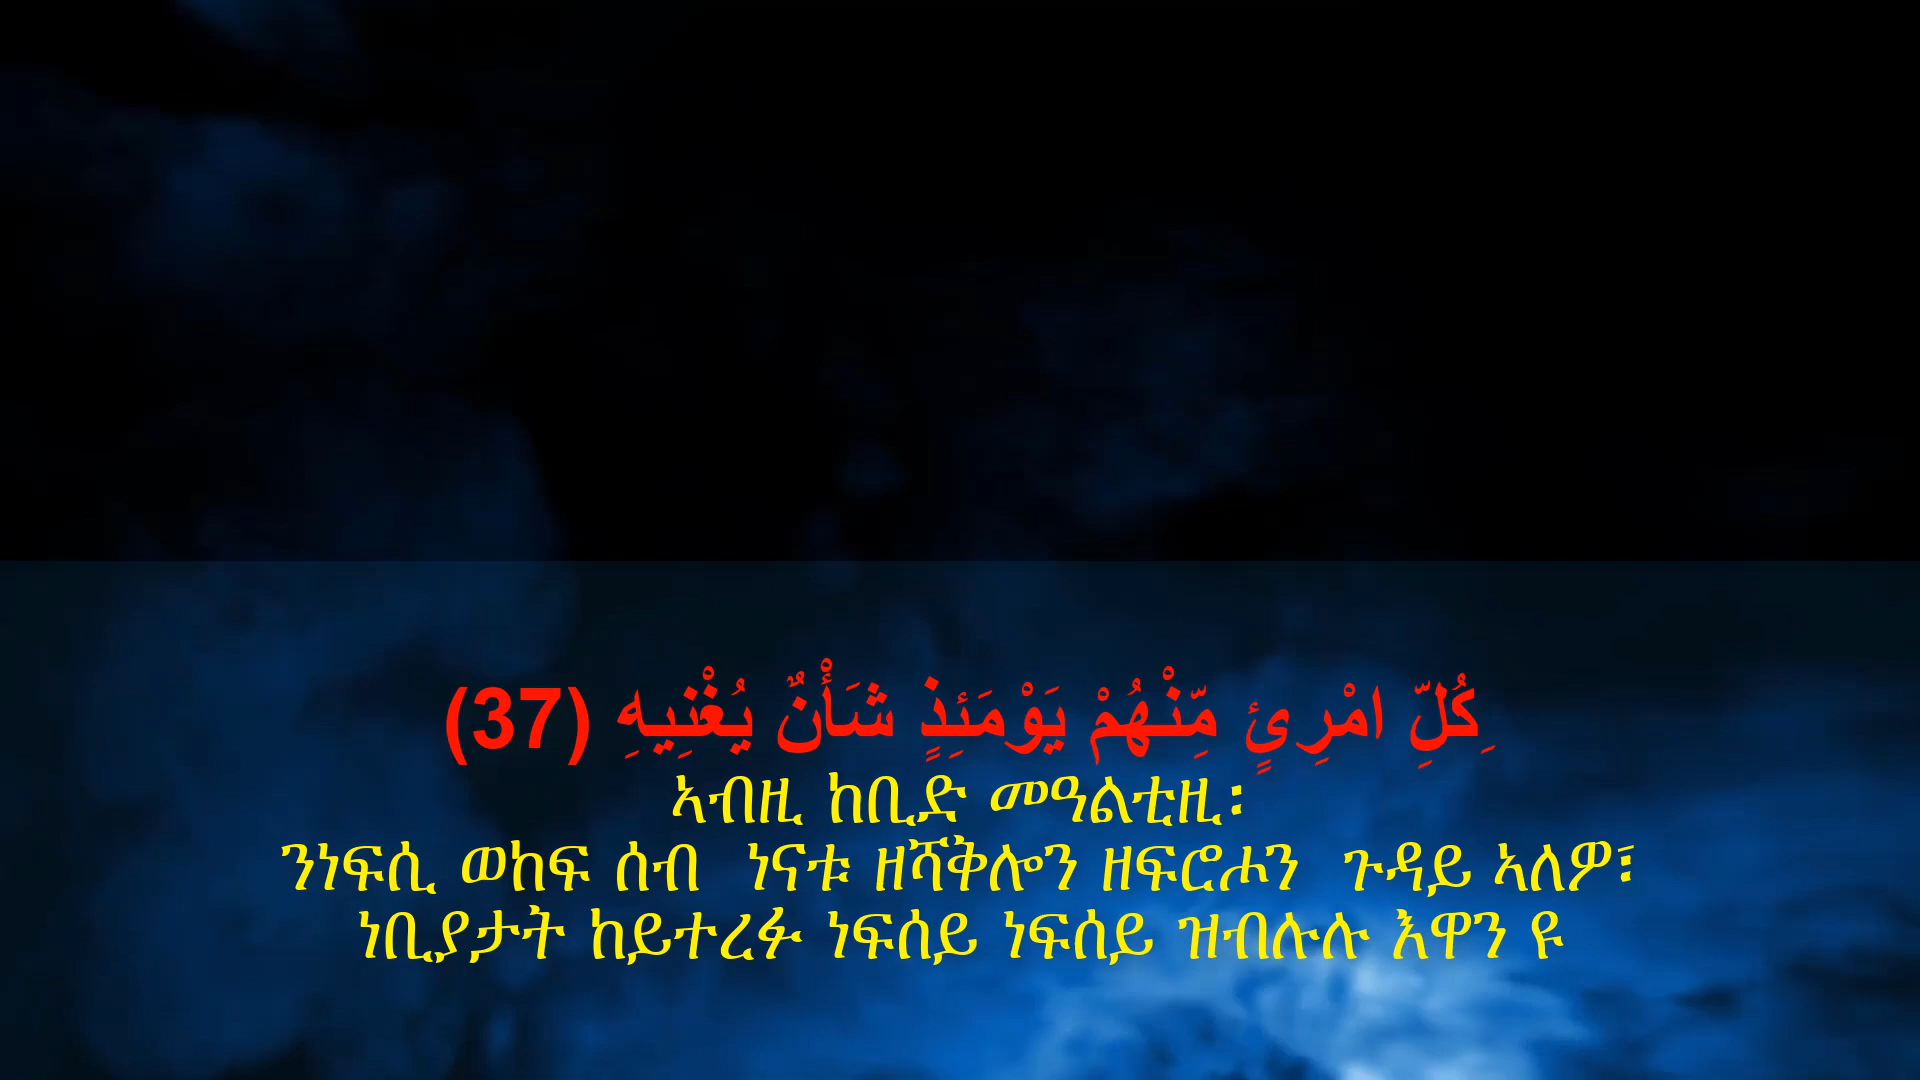 ِكُلِّ امْرِئٍ مِّنْهُمْ يَوْمَئِذٍ شَأْنٌ يُغْنِيهِ (37)
ኣብዚ ከቢድ መዓልቲዚ፡
ንነፍሲ ወከፍ ሰብ ነናቱ ዘሻቅሎን ዘፍሮሖን ጉዳይ ኣለዎ፣
ነቢያታት ከይተረፉ ነፍሰይ ነፍሰይ ዝብሉሉ እዋን ዩ